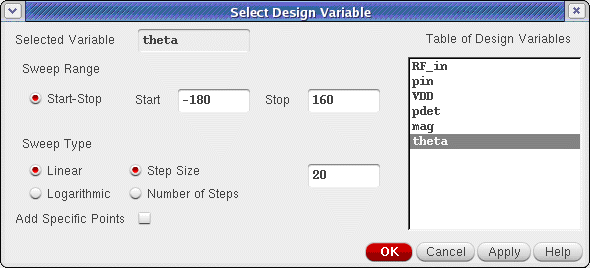 Select Design Variable
Selected Variable theta
Table of Design Variables
Sweep Range
Start-Stop Start -180 Stop 160
Sweep Type
Linear Step Size 20
Logarithmic Number of Steps
Add Specific Points
RF_in
pin
VDD
pdet
mag
theta
OK Cancel Apply Help